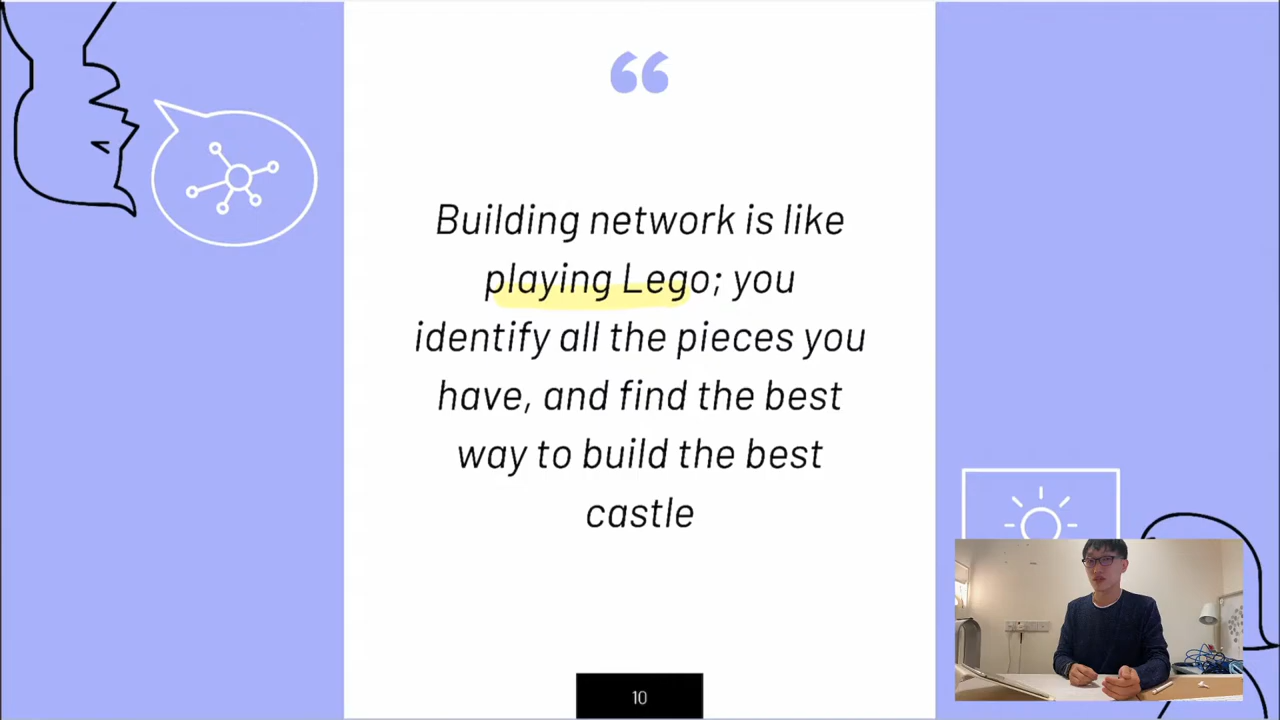 “
Building network is like
playing Lego; you
identify all the pieces you
have, and find the best
way to build the best
castle
10